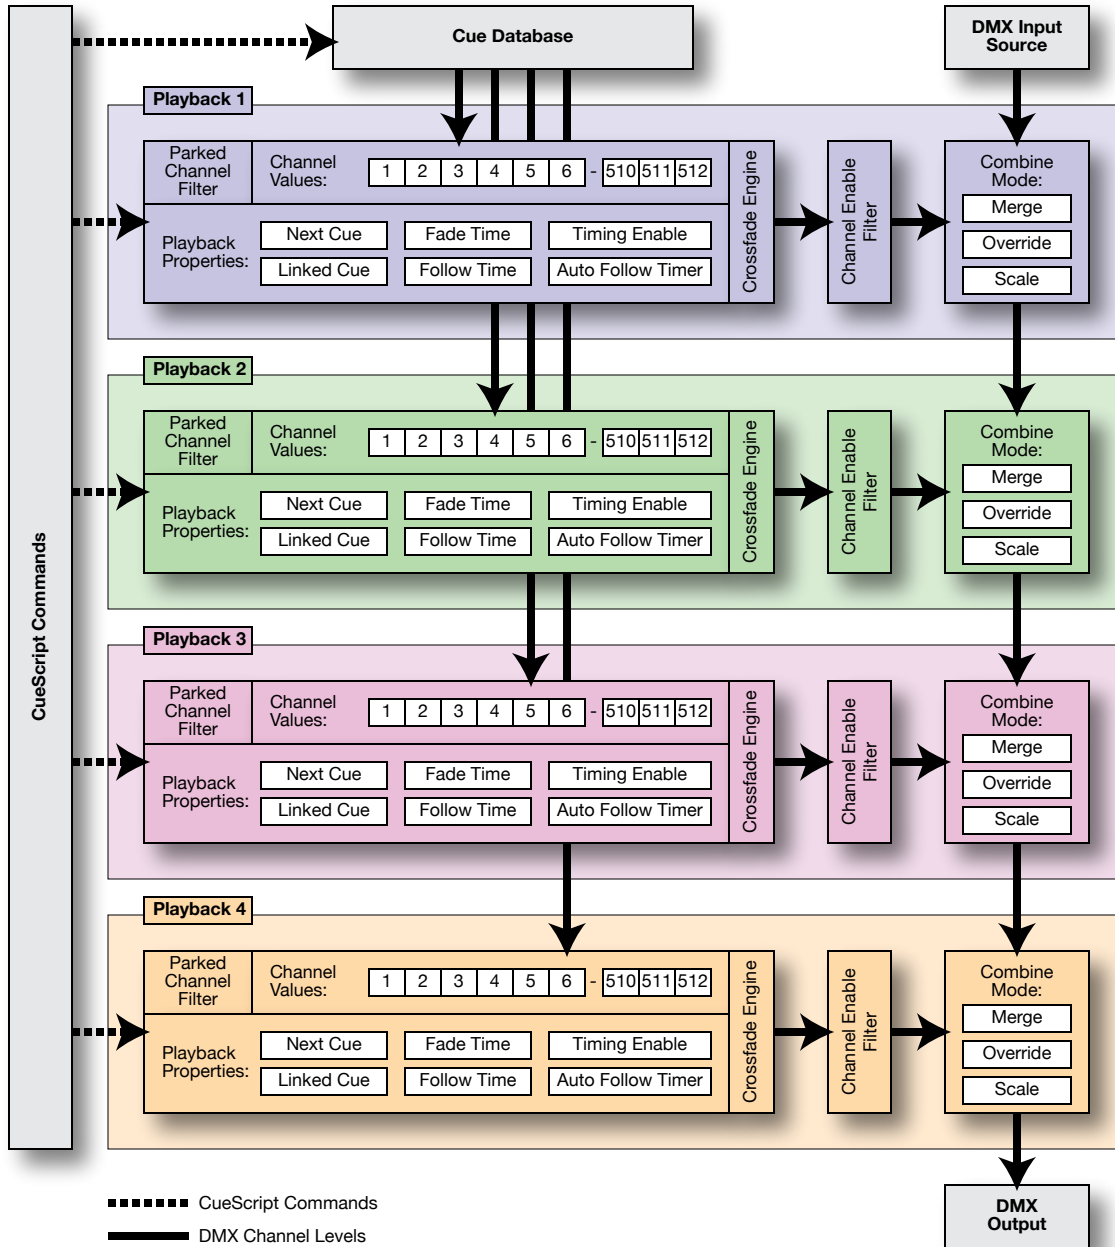 CueScript Commands
Cue Database
DMX Input
Source
Playback 1
Parked
Channel
Filter
Channel
Values:
1 2 3 4 5 6 - 510 511 512
Playback
Properties:
Next Cue
Fade Time
Timing Enable
Linked Cue
Follow Time
Auto Follow Timer
Crossfade Engine
Channel Enable
Filter
Combine
Mode:
Merge
Override
Scale
Playback 2
Parked
Channel
Filter
Channel
Values:
1 2 3 4 5 6 - 510 511 512
Playback
Properties:
Next Cue
Fade Time
Timing Enable
Linked Cue
Follow Time
Auto Follow Timer
Crossfade Engine
Channel Enable
Filter
Combine
Mode:
Merge
Override
Scale
Playback 3
Parked
Channel
Filter
Channel
Values:
1 2 3 4 5 6 - 510 511 512
Playback
Properties:
Next Cue
Fade Time
Timing Enable
Linked Cue
Follow Time
Auto Follow Timer
Crossfade Engine
Channel Enable
Filter
Combine
Mode:
Merge
Override
Scale
Playback 4
Parked
Channel
Filter
Channel
Values:
1 2 3 4 5 6 - 510 511 512
Playback
Properties:
Next Cue
Fade Time
Timing Enable
Linked Cue
Follow Time
Auto Follow Timer
Crossfade Engine
Channel Enable
Filter
Combine
Mode:
Merge
Override
Scale
CueScript Commands
DMX Channel Levels
DMX
Output